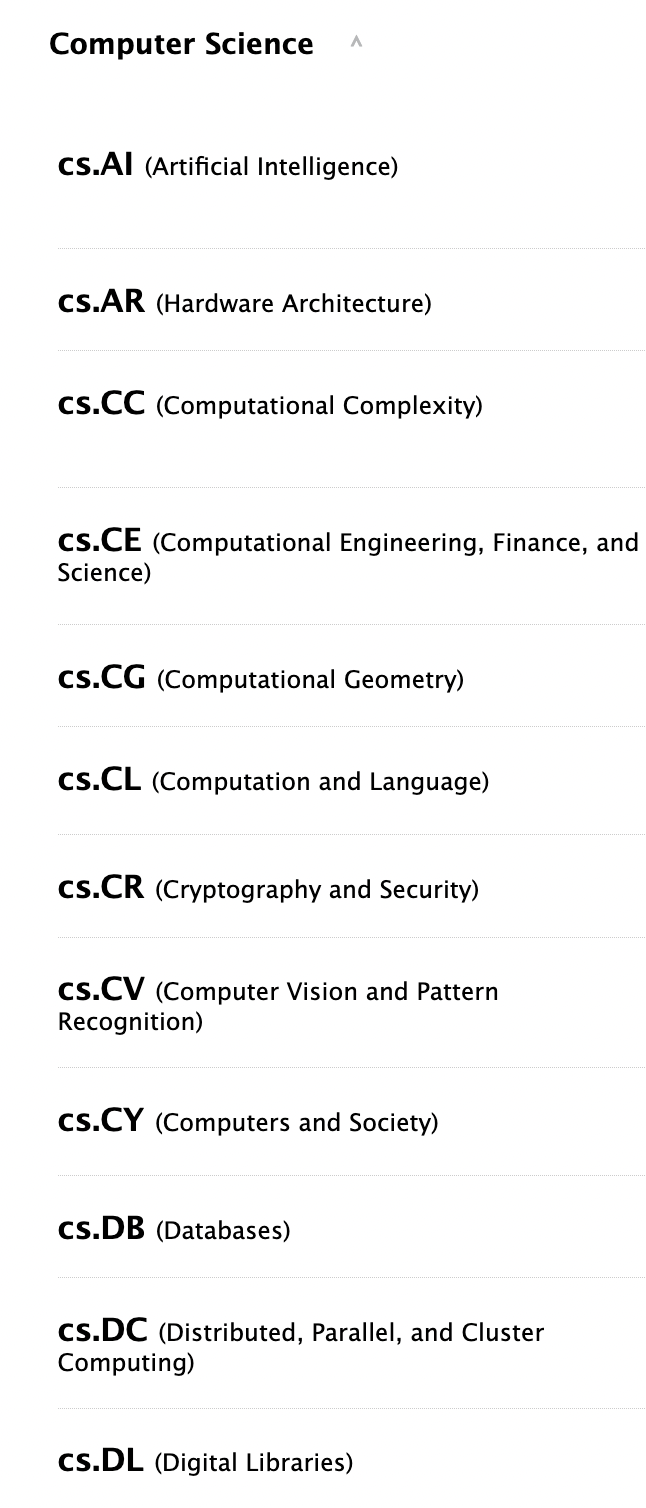 Computer Science ^
cs.AI (Artificial Intelligence)
cs.AR (Hardware Architecture)
cs.CC (Computational Complexity)
cs.CE (Computational Engineering, Finance, and
Science)
cs.CG (Computational Geometry)
cs.CL (Computation and Language)
cs.CR (Cryptography and Security)
cs.CV (Computer Vision and Pattern
Recognition)
cs.CY (Computers and Society)
cs.DB (Databases)
cs.DC (Distributed, Parallel, and Cluster
Computing)
cs.DL (Digital Libraries)